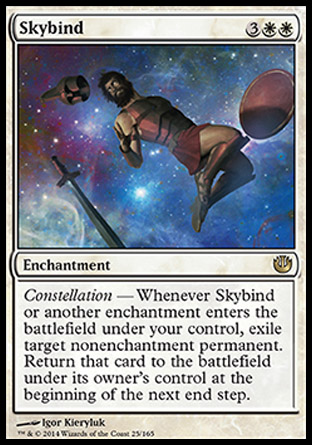 Skybind 3
Enchantment
Constellation — Whenever Skybind
or another enchantment enters the
battlefield under your control, exile
target nonenchantment permanent.
Return that card to the battlefield
under its owner's control at the
beginning of the next end step.
Igor Kieryluk
™ & © 2014 Wizards of the Coast 25/165